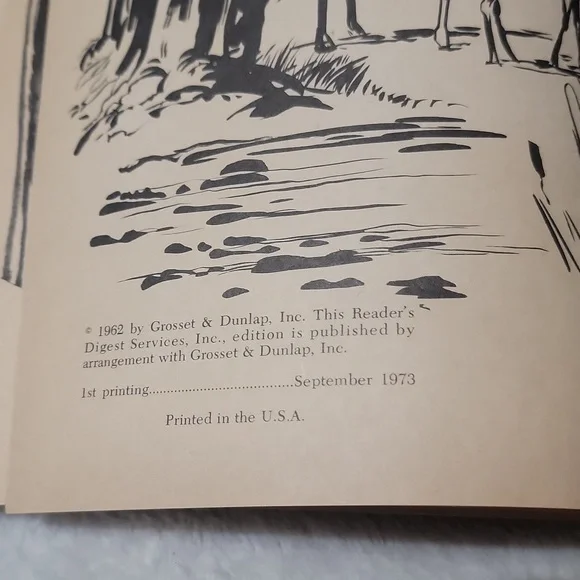 © 1962 by Grosset & Dunlap, Inc. This Reader's
Digest Services, Inc., edition is published by
arrangement with Grosset & Dunlap, Inc.
1st printing......................................September 1973
Printed in the U.S.A.